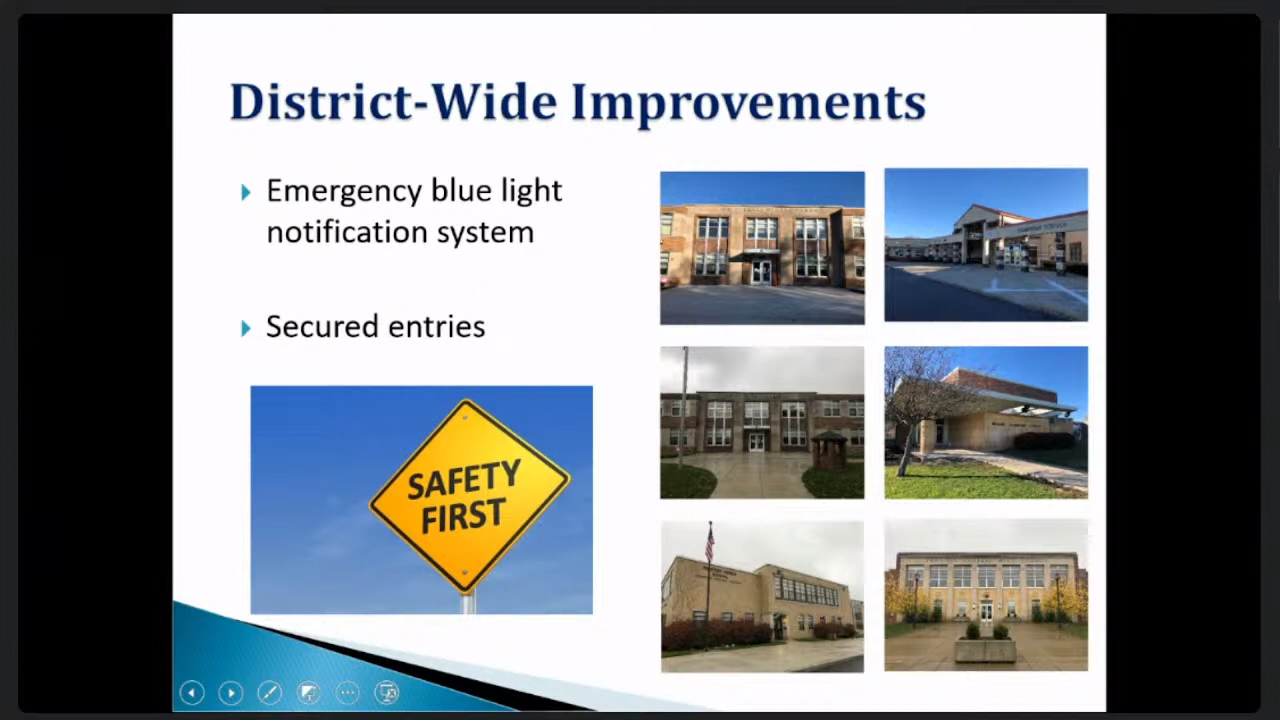 District-Wide Improvements
Emergency blue light
notification system
Secured entries
SAFETY
FIRST